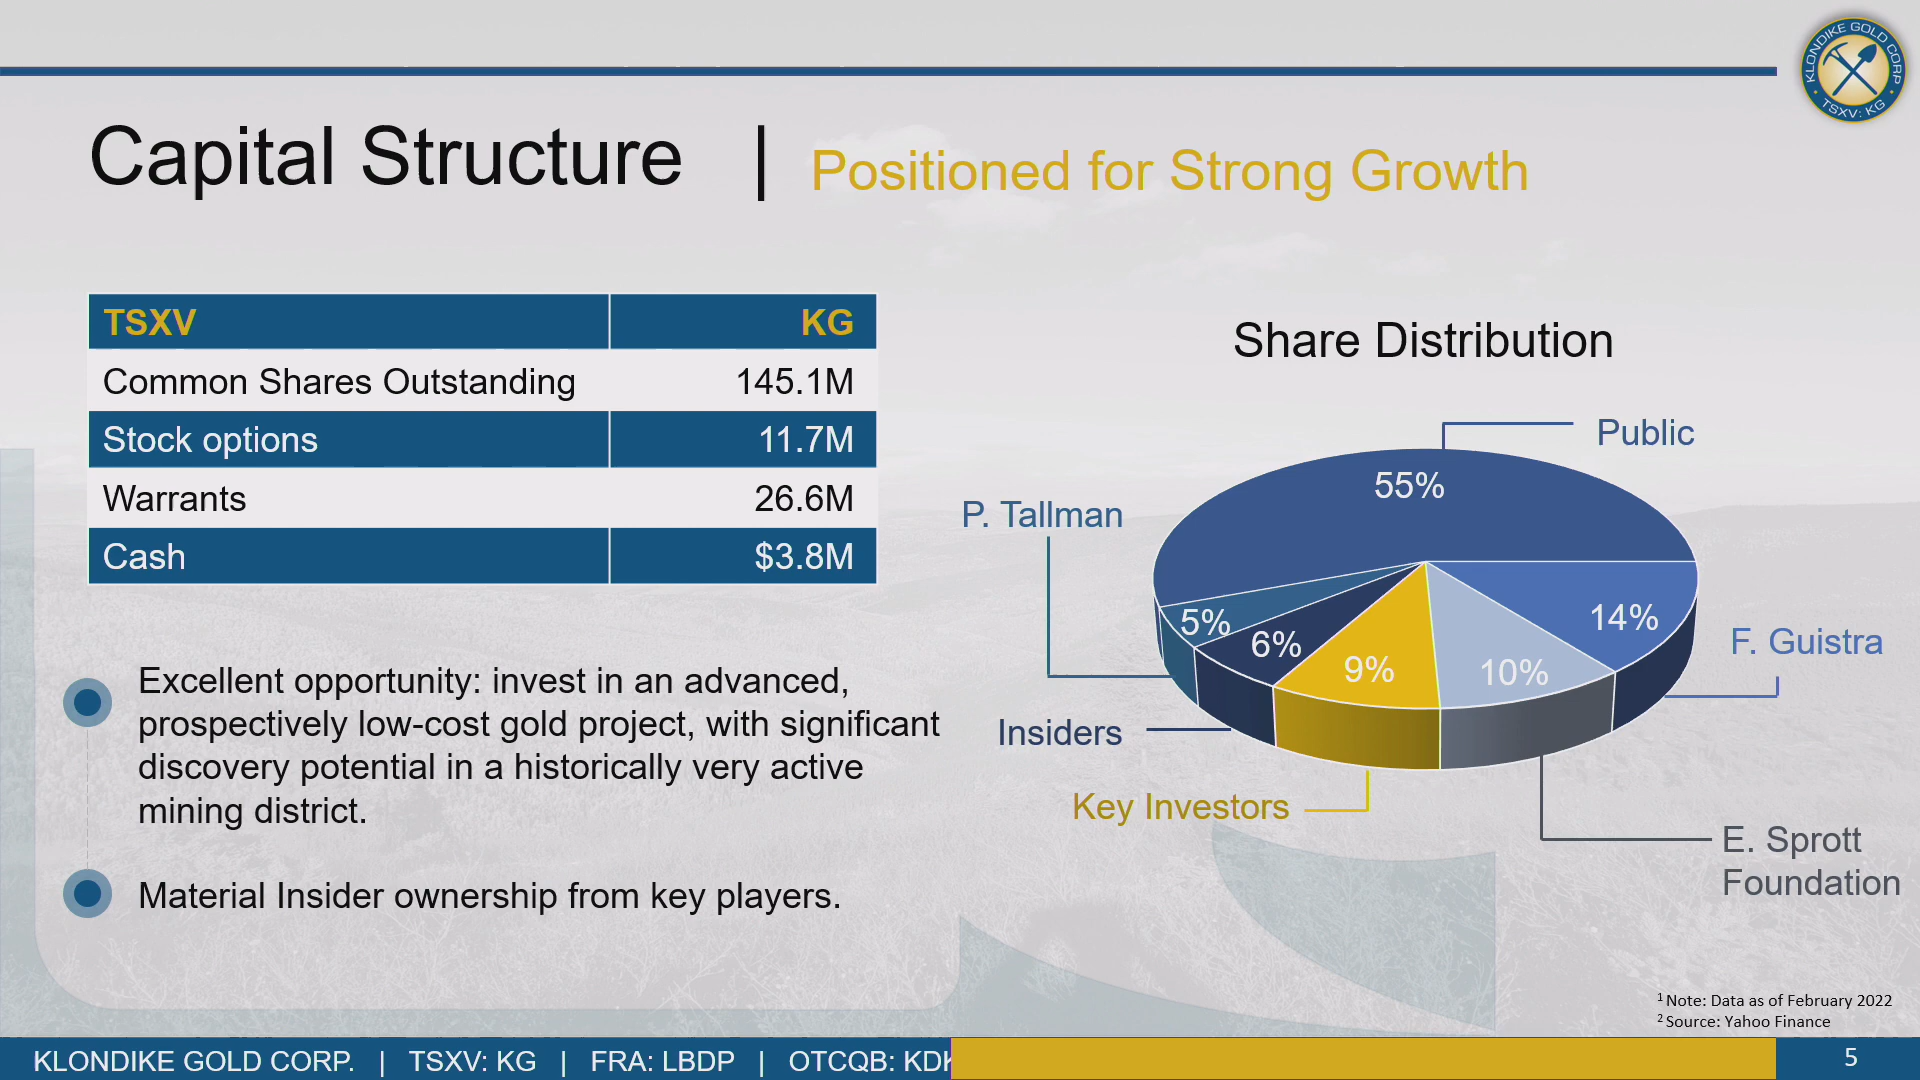 KLONDIKE GOLD CORP
TSXV: KG
Capital Structure | Positioned for Strong Growth
TSXV KG
Common Shares Outstanding 145.1M
Stock options 11.7M
Warrants 26.6M
Cash $3.8M
Excellent opportunity: invest in an advanced,
prospectively low-cost gold project, with significant
discovery potential in a historically very active
mining district.
Material Insider ownership from key players.
Share Distribution
Public
55%
P. Tallman
5%
6%
9%
10%
14%
F. Guistra
Insiders
Key Investors
E. Sprott
Foundation
1 Note: Data as of February 2022
2 Source: Yahoo Finance
KLONDIKE GOLD CORP. | TSXV: KG | FRA: LBDP | OTCQB:
5